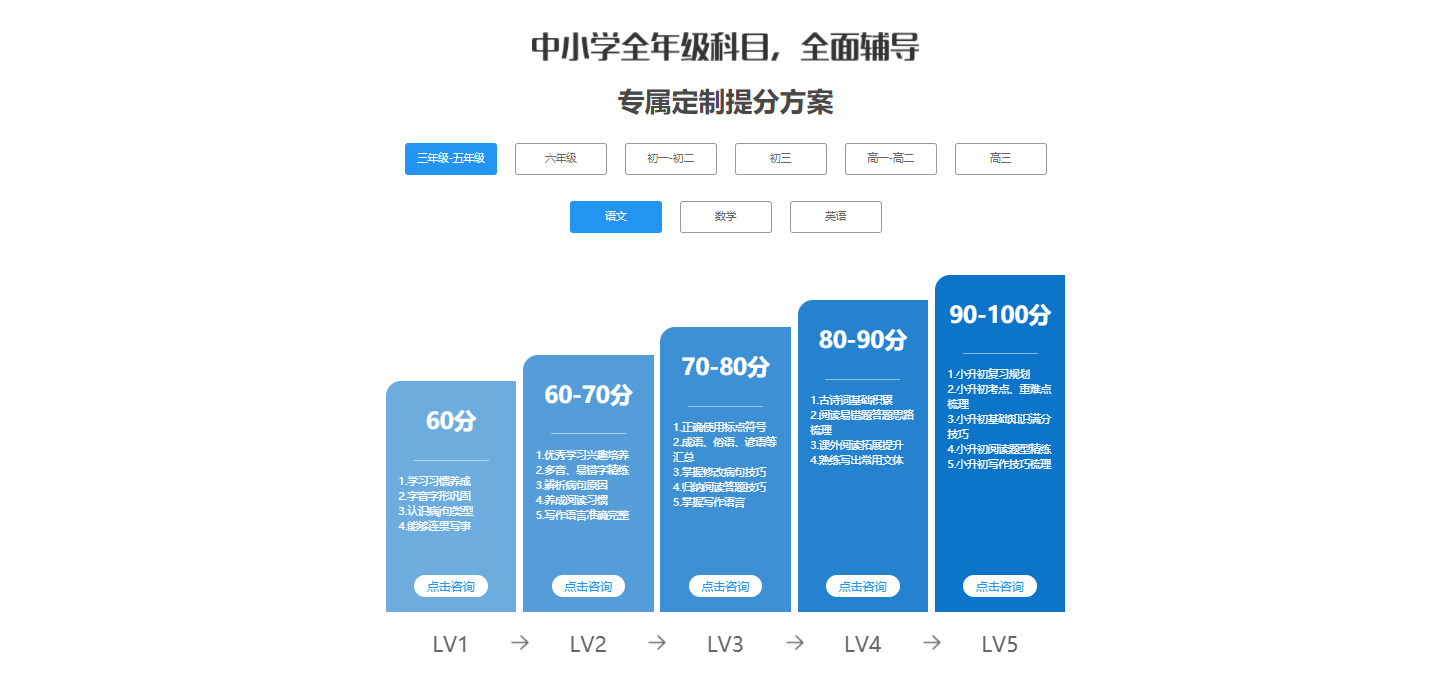 中小学全年级科目，全面辅导
专属定制提分方案
三年级-五年级
六年级
初一-初二
初三
高一-高二
高三
语文
数学
英语
60分
1.学习习惯养成
2.字音字形巩固
3.认识病句类型
4.能够连贯写事
点击咨询
60-70分
1.优秀学习兴趣培养
2.多音、易错字精练
3.辨析病句原因
4.养成阅读习惯
5.写作语言准确完整
点击咨询
70-80分
1.正确使用标点符号
2.成语、俗语、谚语等
汇总
3.掌握修改病句技巧
4.归纳阅读答题技巧
5.掌握写作语言
点击咨询
80-90分
1.古诗词基础积累
2.阅读易错题答题思路
梳理
3.课外阅读拓展提升
4.熟练写出常用文体
点击咨询
90-100分
1.小升初复习规划
2.小升初考点、重难点
梳理
3.小升初基础知识满分
技巧
4.小升初阅读题型精练
5.小升初写作技巧梳理
点击咨询
LV1 → LV2 → LV3 → LV4 → LV5